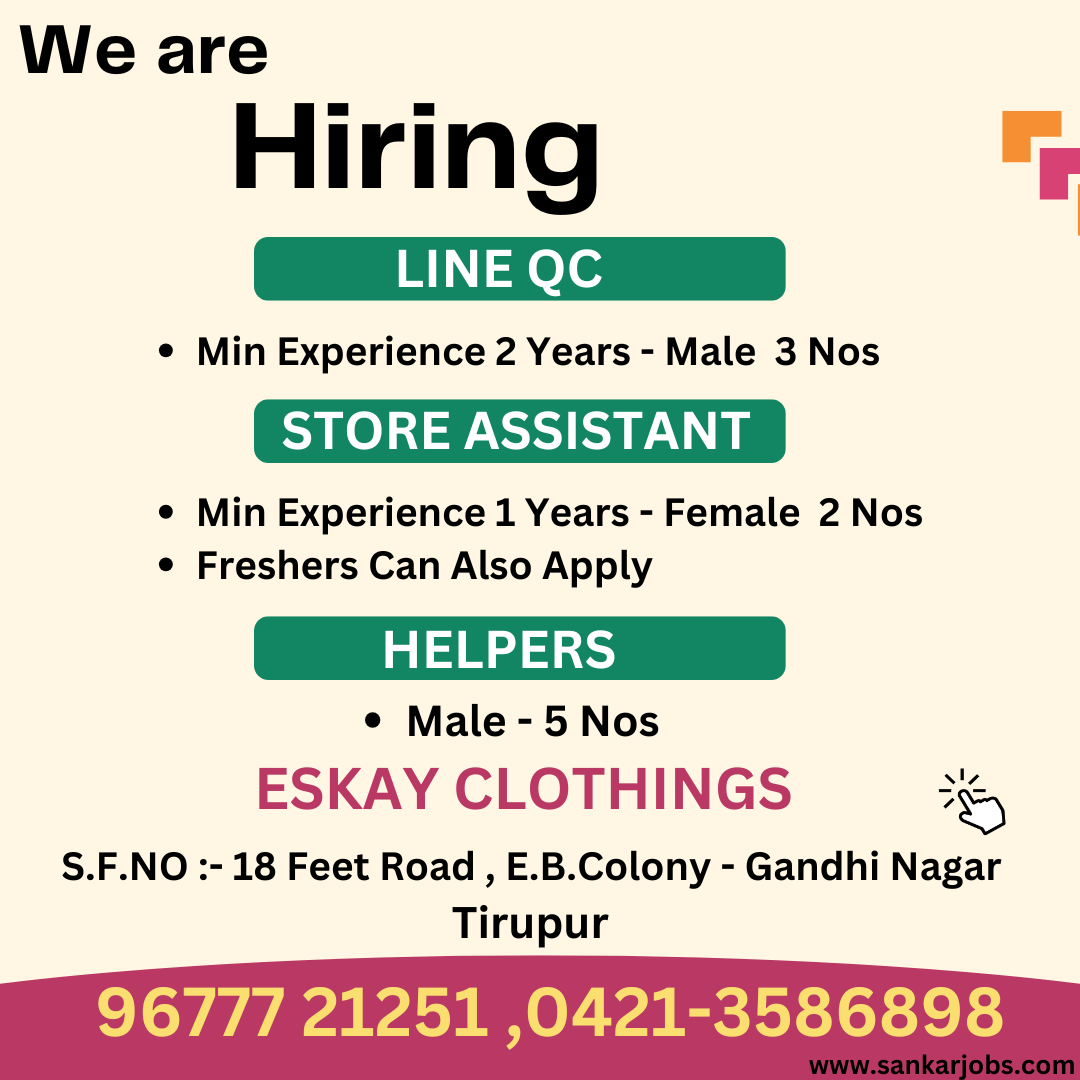 We are
Hiring
LINE QC
• Min Experience 2 Years - Male 3 Nos
STORE ASSISTANT
• Min Experience 1 Years - Female 2 Nos
• Freshers Can Also Apply
HELPERS
• Male - 5 Nos
ESKAY CLOTHINGS
S.F.NO :- 18 Feet Road , E.B.Colony - Gandhi Nagar
Tirupur
96777 21251 ,0421-3586898
www.sankarjobs.com